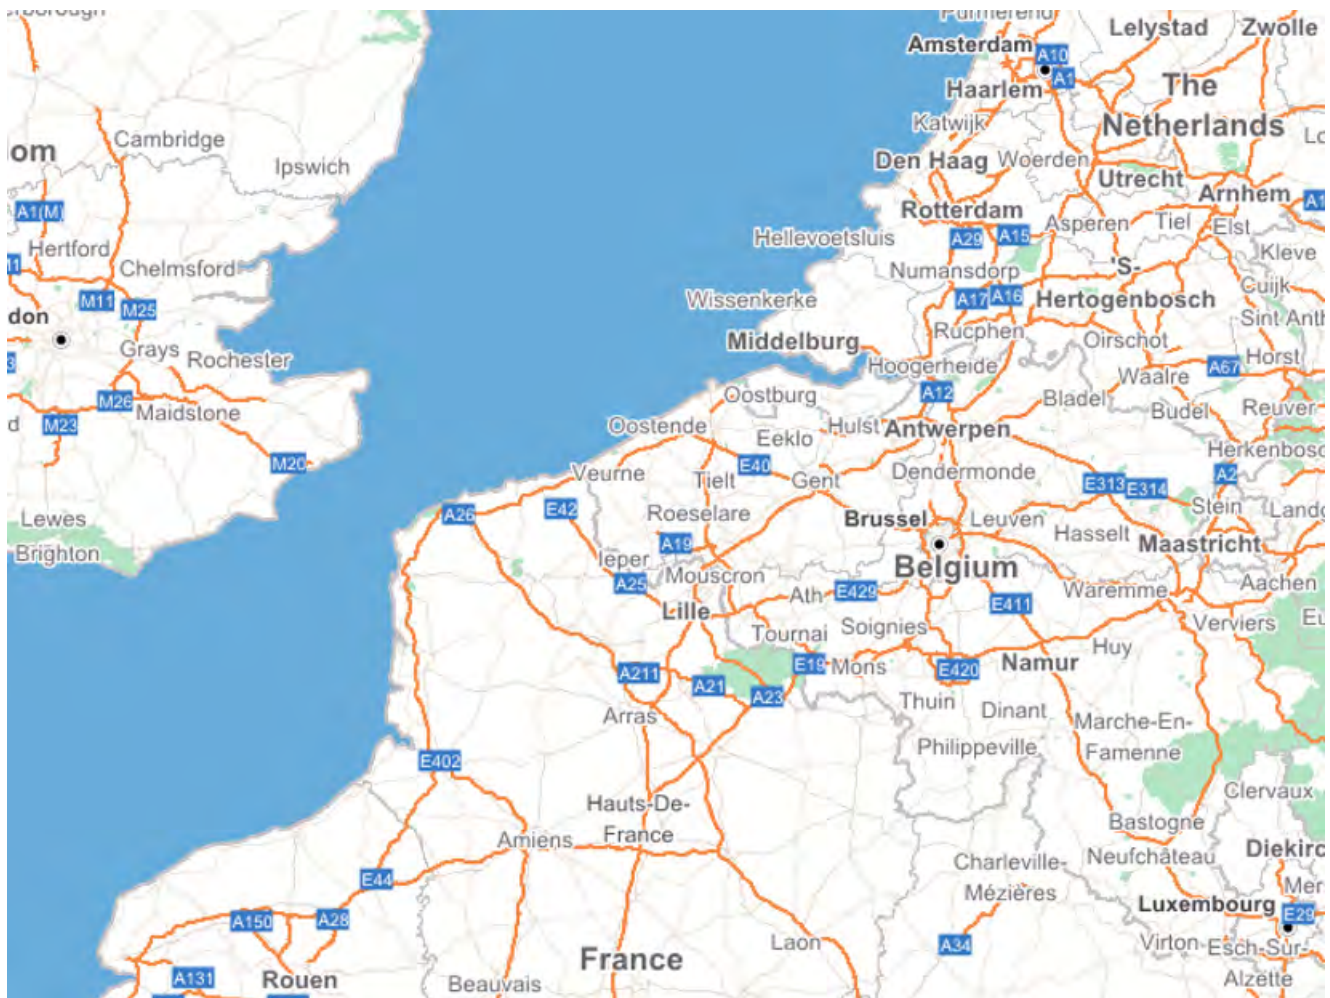 erborough
Purmerend
Lelystad
Zwolle
Amsterdam
A10
A1
Haarlem
The
Netherlands
Katwijk
Cambridge
om
Ipswich
Den Haag
Woerden
Utrecht
Arnhem
A1(M)
Rotterdam
Asperen
Tiel
Elst
A29
A15
Hellevoetsluis
Hertford
Kleve
Chelmsford
Numansdorp
'S-
Hertogenbosch
Cuijk
M11
M25
Wissenkerke
A17
A16
don
Rucphen
Sint Anth
Middelburg
Oirschot
Grays
Rochester
Hoogerheide
Horst
A67
Waalre
M26
Maidstone
Oostburg
A12
Bladel
Budel
Reuver
M23
Oostende
Eeklo
Hulst
Antwerpen
Herkenbosc
M20
Veurne
E40
Tielt
Gent
Dendermonde
E313
E314
A2
Stein
Lewes
Brighton
A26
E42
Roeselare
Brussel
Leuven
Hasselt
Landg
Maastricht
A19
Ieper
Mouscron
Belgium
Aachen
A25
Lille
Ath
E429
E411
Waremme
Verviers
Eu
Tournai
Soignies
Huy
A211
A21
A23
E19
Mons
E420
Namur
Arras
Thuin
Dinant
Marche-En-
Famenne
Philippeville
E402
Clervaux
Hauts-De-
France
Amiens
Bastogne
Neufchâteau
Diekirc
Charleville-
Mézières
E44
Mer
Luxembourg
E29
A150
A28
Laon
A34
Virton
Esch-Sur-
Alzette
France
A131
Rouen
Beauvais